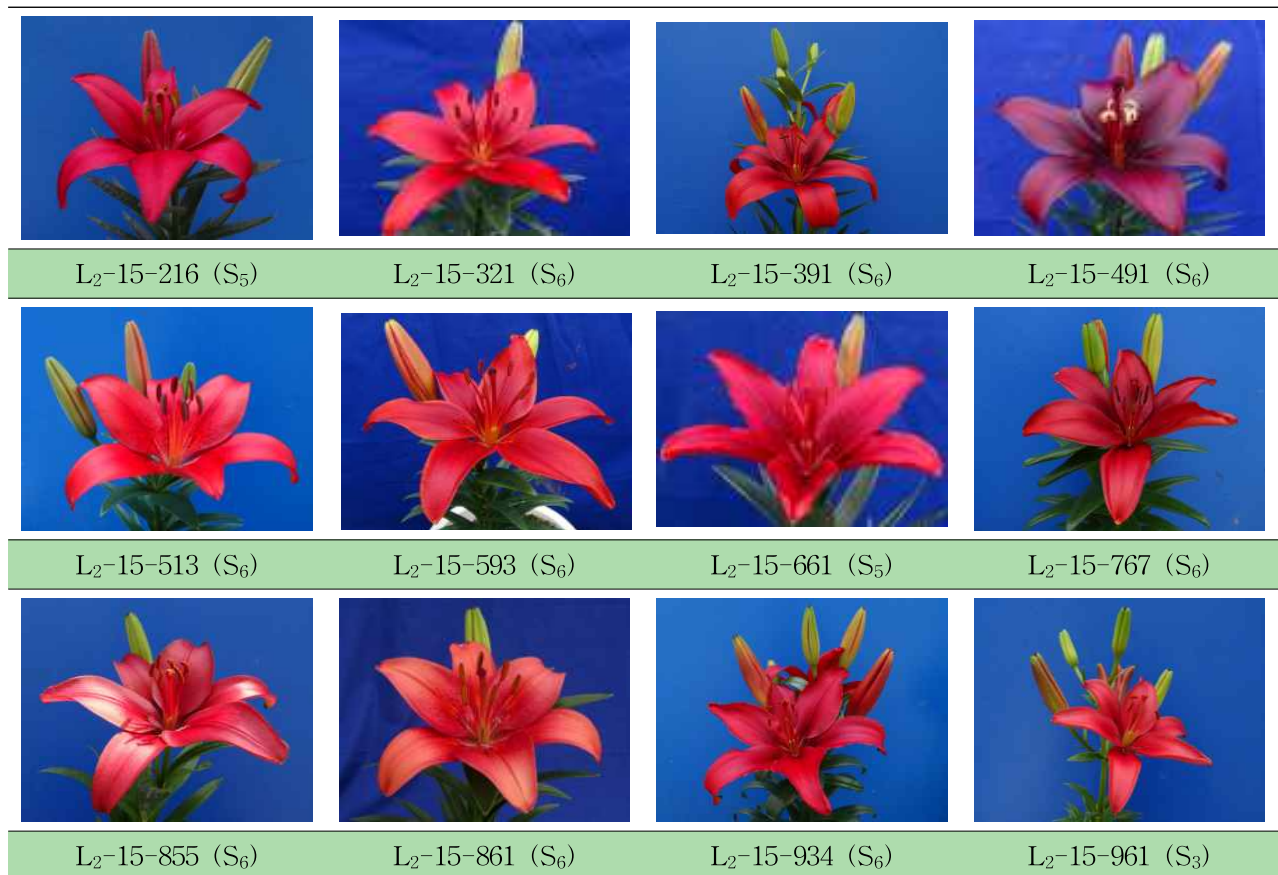 L₂-15-216 (S₅) L₂-15-321 (S₆) L₂-15-391 (S₆) L₂-15-491 (S₆)
L₂-15-513 (S₆) L₂-15-593 (S₆) L₂-15-661 (S₅) L₂-15-767 (S₆)
L₂-15-855 (S₆) L₂-15-861 (S₆) L₂-15-934 (S₆) L₂-15-961 (S₃)